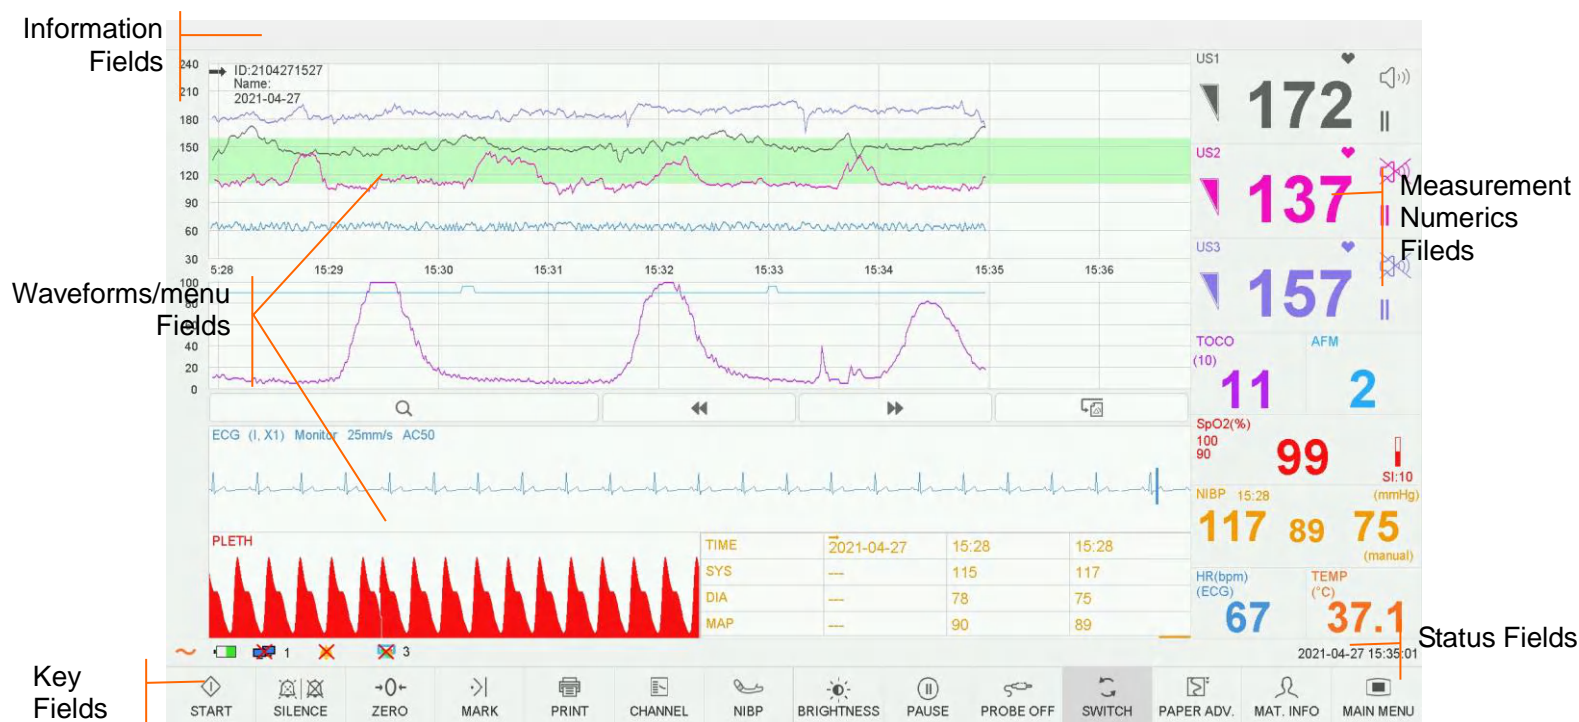 Information
Fields
240
210
180
150
120
90
60
30
ID:2104271527
Name:
2021-04-27
5:28
15:29
15:30
15:31
15:32
15:33
15:34
15:35
15:36
100
40
20
0
Waveforms/menu
Fields
ECG (I, X1) Monitor 25mm/s AC50
PLETH
TIME 2021-04-27 15:28 15:28
SYS --- 115 117
DIA --- 78 75
MAP --- 90 89
US1
172
US2
137
US3
157
Measurement
Numerics
Fileds
TOCO AFM
(10)
11 2
SpO2(%)
100
90
99
SI:10
NIBP 15:28 (mmHg)
117 89 75
(manual)
HR(bpm) TEMP
(ECG) (°C)
67 37.1
Status Fields
1
3
2021-04-27 15:35:01
Key
Fields
START SILENCE ZERO MARK PRINT CHANNEL NIBP BRIGHTNESS PAUSE PROBE OFF SWITCH PAPER ADV. MAT. INFO MAIN MENU